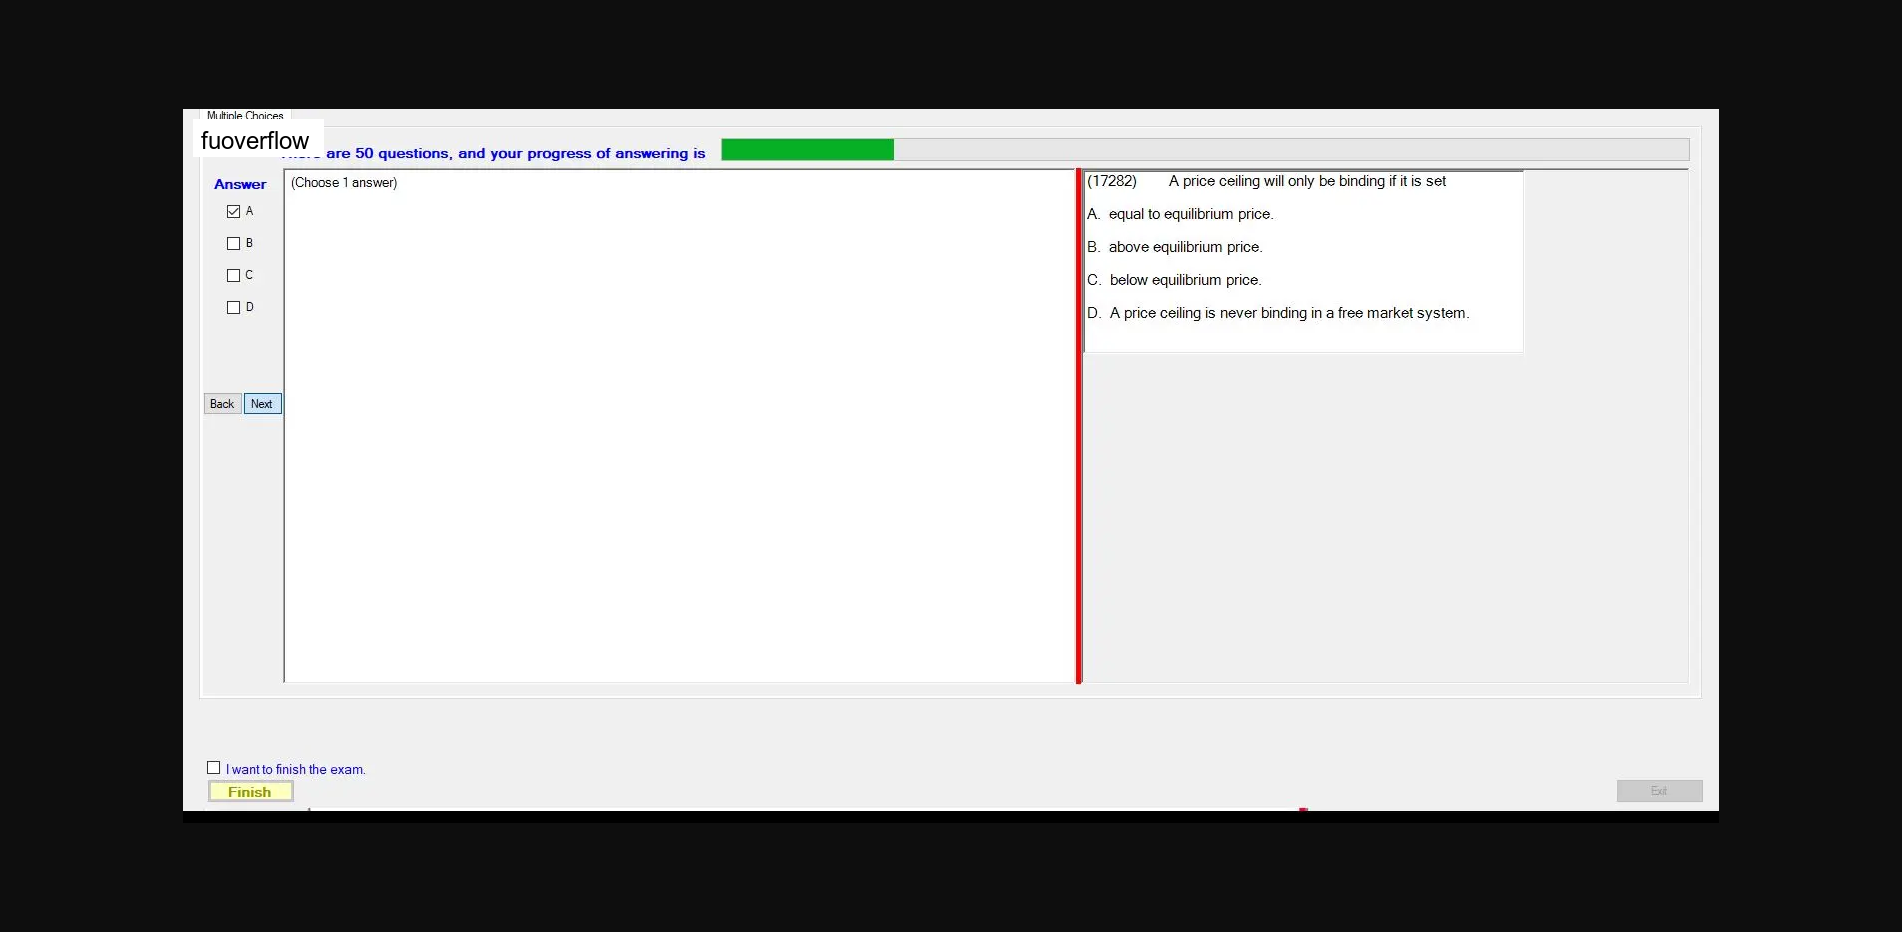 Multiple Choices
fuoverflow
are 50 questions, and your progress of answering is
Answer
(Choose 1 answer)
A
B
C
D
Back Next
(17282) A price ceiling will only be binding if it is set
A. equal to equilibrium price.
B. above equilibrium price.
C. below equilibrium price.
D. A price ceiling is never binding in a free market system.
I want to finish the exam.
Finish
Exit